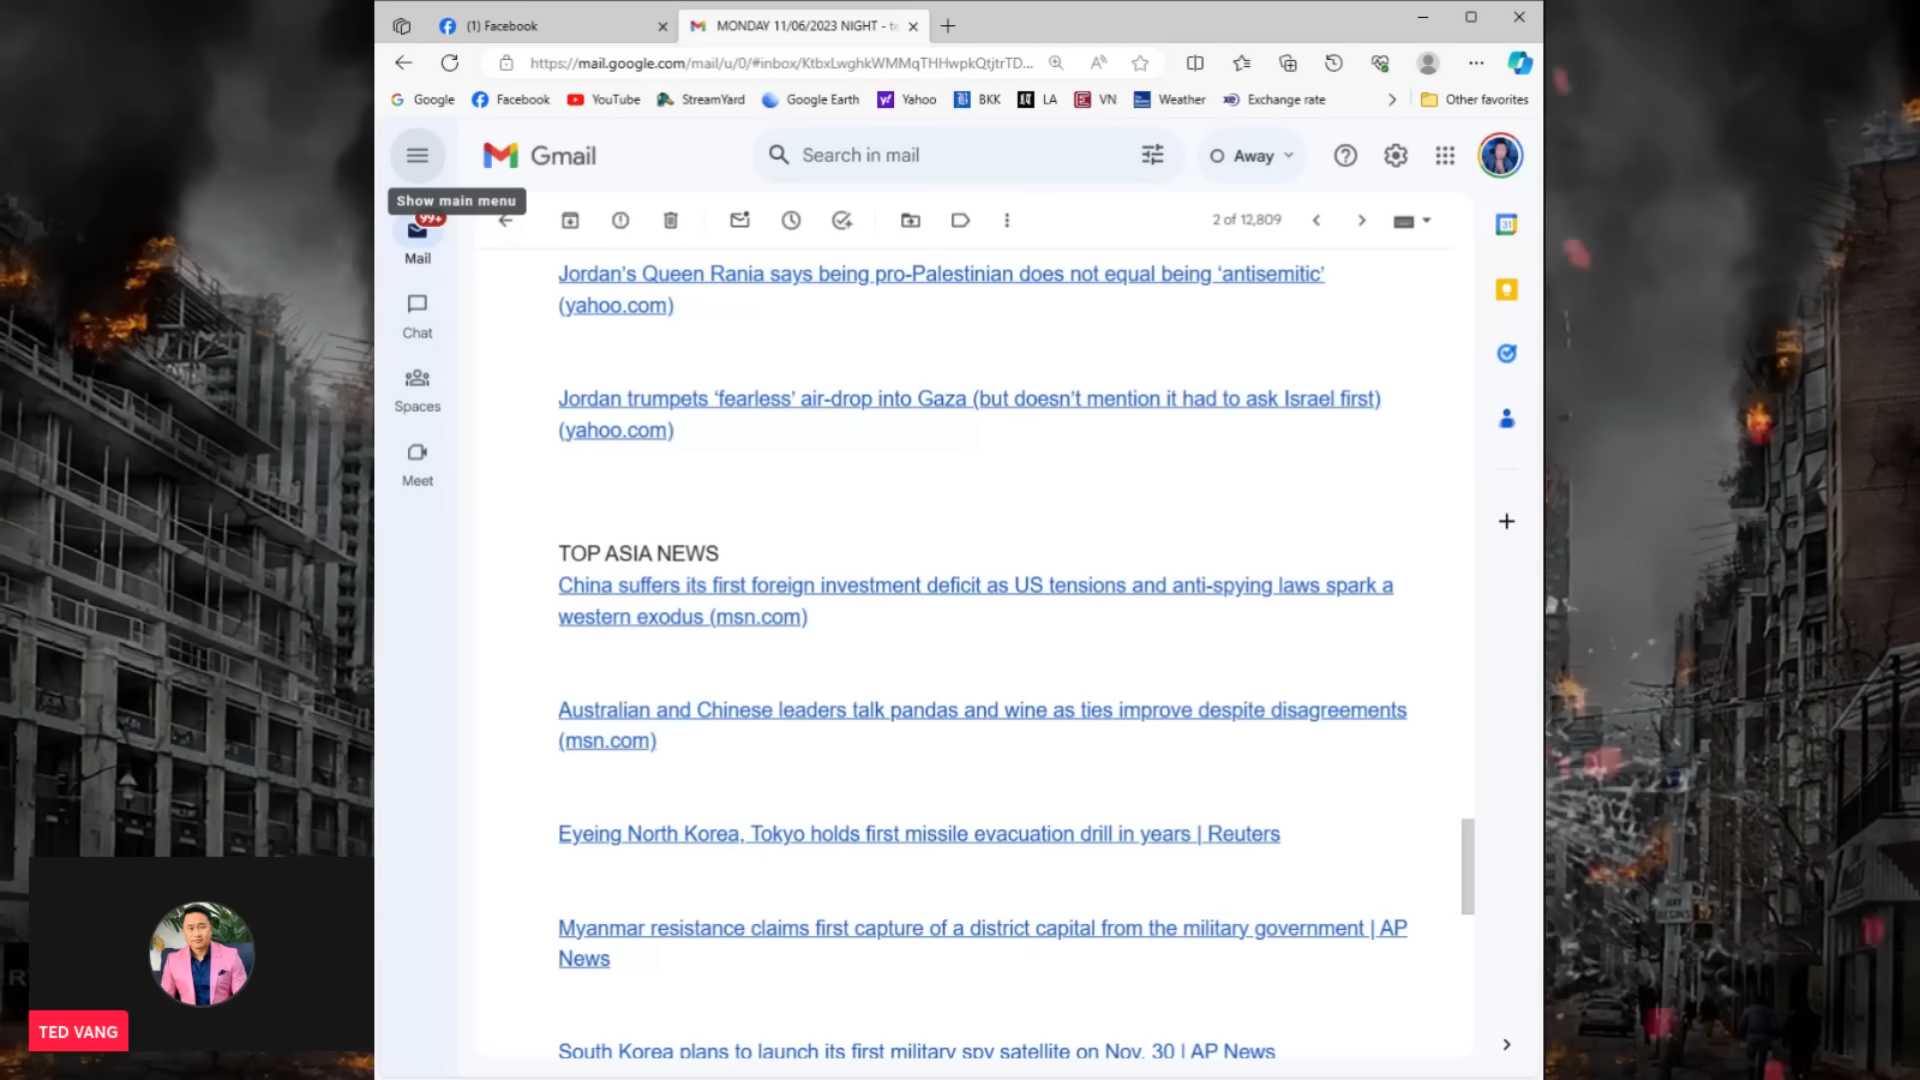 (1) Facebook
MONDAY 11/06/2023 NIGHT - te
https://mail.google.com/mail/u/0/#inbox/KtbxLwghkWMMqTHHwpkQtjtrTD...
Google
Facebook
YouTube
StreamYard
Google Earth
Yahoo
BKK
LA
VN
Weather
Exchange rate
Other favorites
Gmail
Search in mail
Away
Show main menu
99+
2 of 12,809
Mail
Chat
Spaces
Meet
31
Jordan’s Queen Rania says being pro-Palestinian does not equal being ‘antisemitic’
(yahoo.com)
Jordan trumpets ‘fearless’ air-drop into Gaza (but doesn’t mention it had to ask Israel first)
(yahoo.com)
TOP ASIA NEWS
China suffers its first foreign investment deficit as US tensions and anti-spying laws spark a
western exodus (msn.com)
Australian and Chinese leaders talk pandas and wine as ties improve despite disagreements
(msn.com)
Eyeing North Korea, Tokyo holds first missile evacuation drill in years | Reuters
Myanmar resistance claims first capture of a district capital from the military government | AP
News
South Korea plans to launch its first military spy satellite on Nov. 30 | AP News
TED VANG